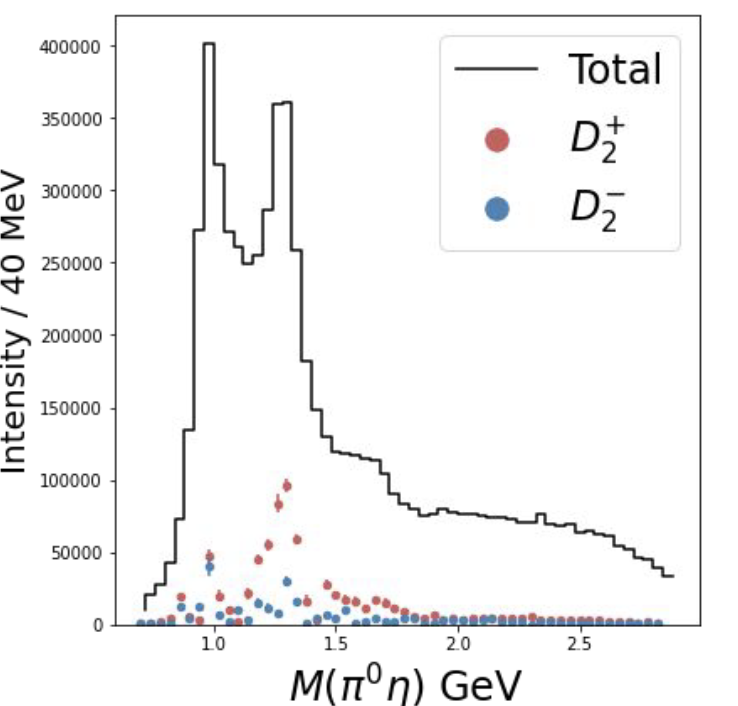 400000
350000
300000
250000
200000
150000
100000
50000
0
Intensity / 40 MeV
Total
D₂⁺
D₂⁻
1.0 1.5 2.0 2.5
M(π⁰η) GeV